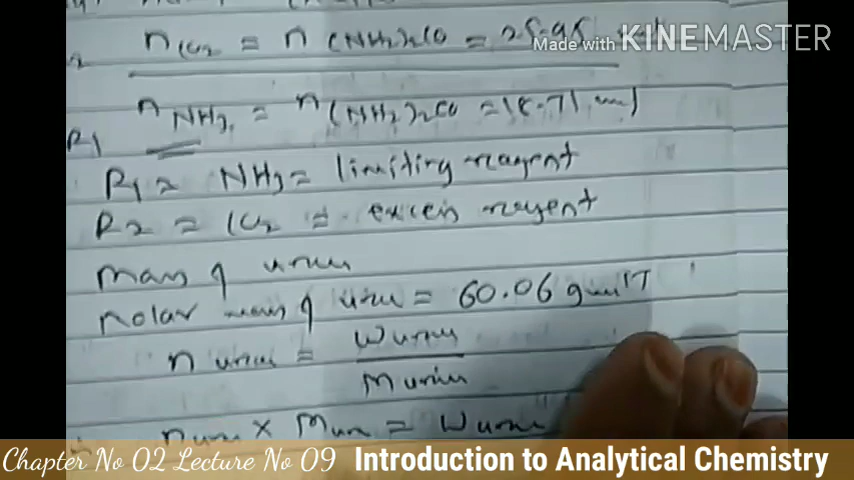 n CO2 = n (NH2)2CO = 25.95
Made with KINEMASTER
n NH3 = n (NH2)2CO = 18.71 mol
R1
R1 = NH3 = limiting reagent
R2 = CO2 = excess reagent
Mass of urea
Molar mass of urea = 60.06 g mol-1
n urea = W urea
M urea
n urea × M urea = W urea
Chapter No 02 Lecture No 09 Introduction to Analytical Chemistry